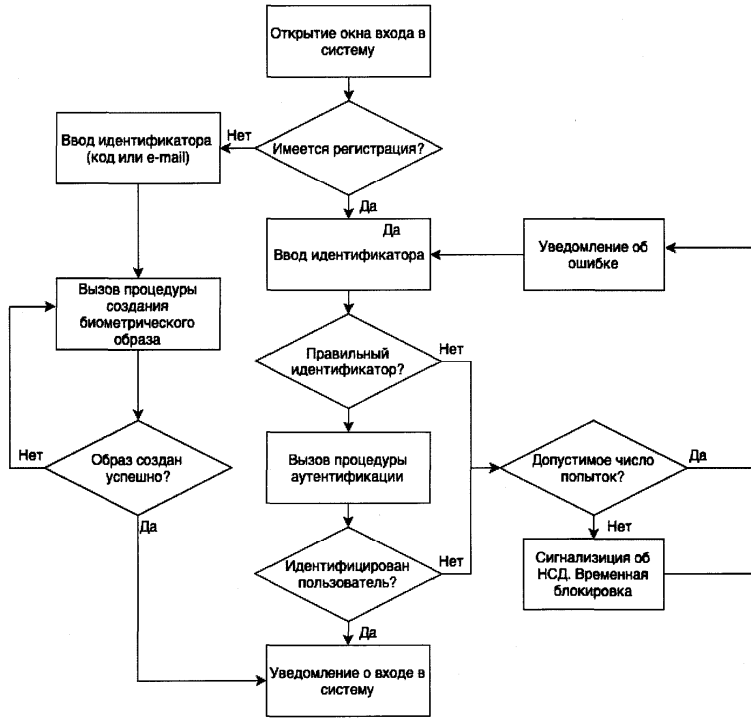 Открытие окна входа в
систему
Имеется регистрация?
Нет
Ввод идентификатора
(код или e-mail)
Да
Да
Ввод идентификатора
Уведомление об
ошибке
Вызов процедуры
создания
биометрического
образа
Правильный
идентификатор?
Нет
Образ создан
успешно?
Нет
Да
Вызов процедуры
аутентификации
Допустимое число
попыток?
Да
Нет
Идентифицирован
пользователь?
Нет
Да
Сигнализиция об
НСД. Временная
блокировка
Уведомление о входе в
систему